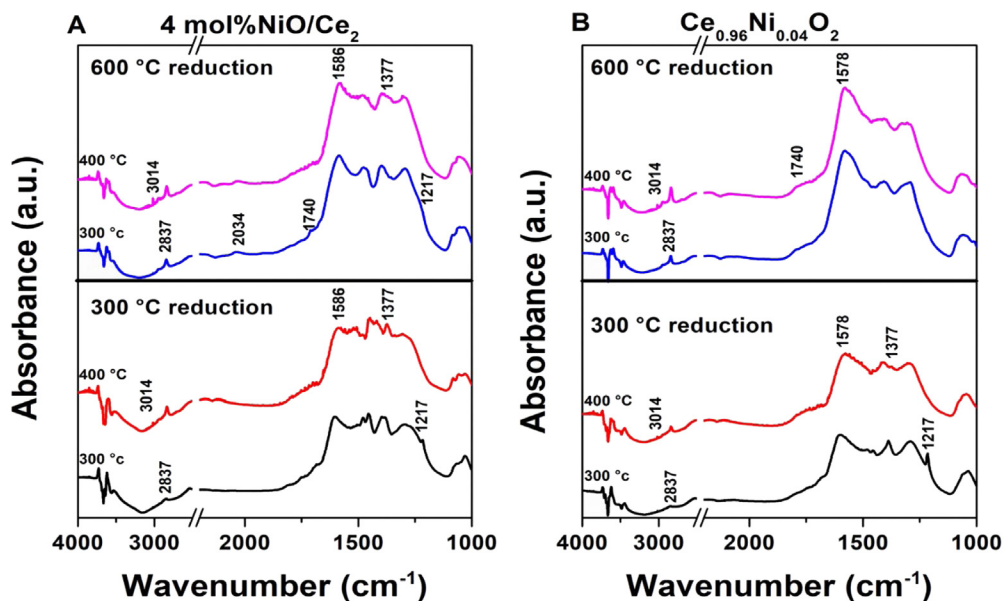 A
4 mol%NiO/Ce2
600 °C reduction
1586
1377
400 °C
3014
1217
300 °c
2837
2034
1740
300 °C reduction
1586
1377
400 °C
3014
1217
300 °c
2837
4000 3000 1500 1000
Wavenumber (cm-1)
Absorbance (a.u.)
B
Ce0.96Ni0.04O2
600 °C reduction
1578
1740
400 °C
3014
300 °c
2837
300 °C reduction
1578
1377
400 °C
3014
1217
300 °c
2837
4000 3000 1500 1000
Wavenumber (cm-1)
Absorbance (a.u.)